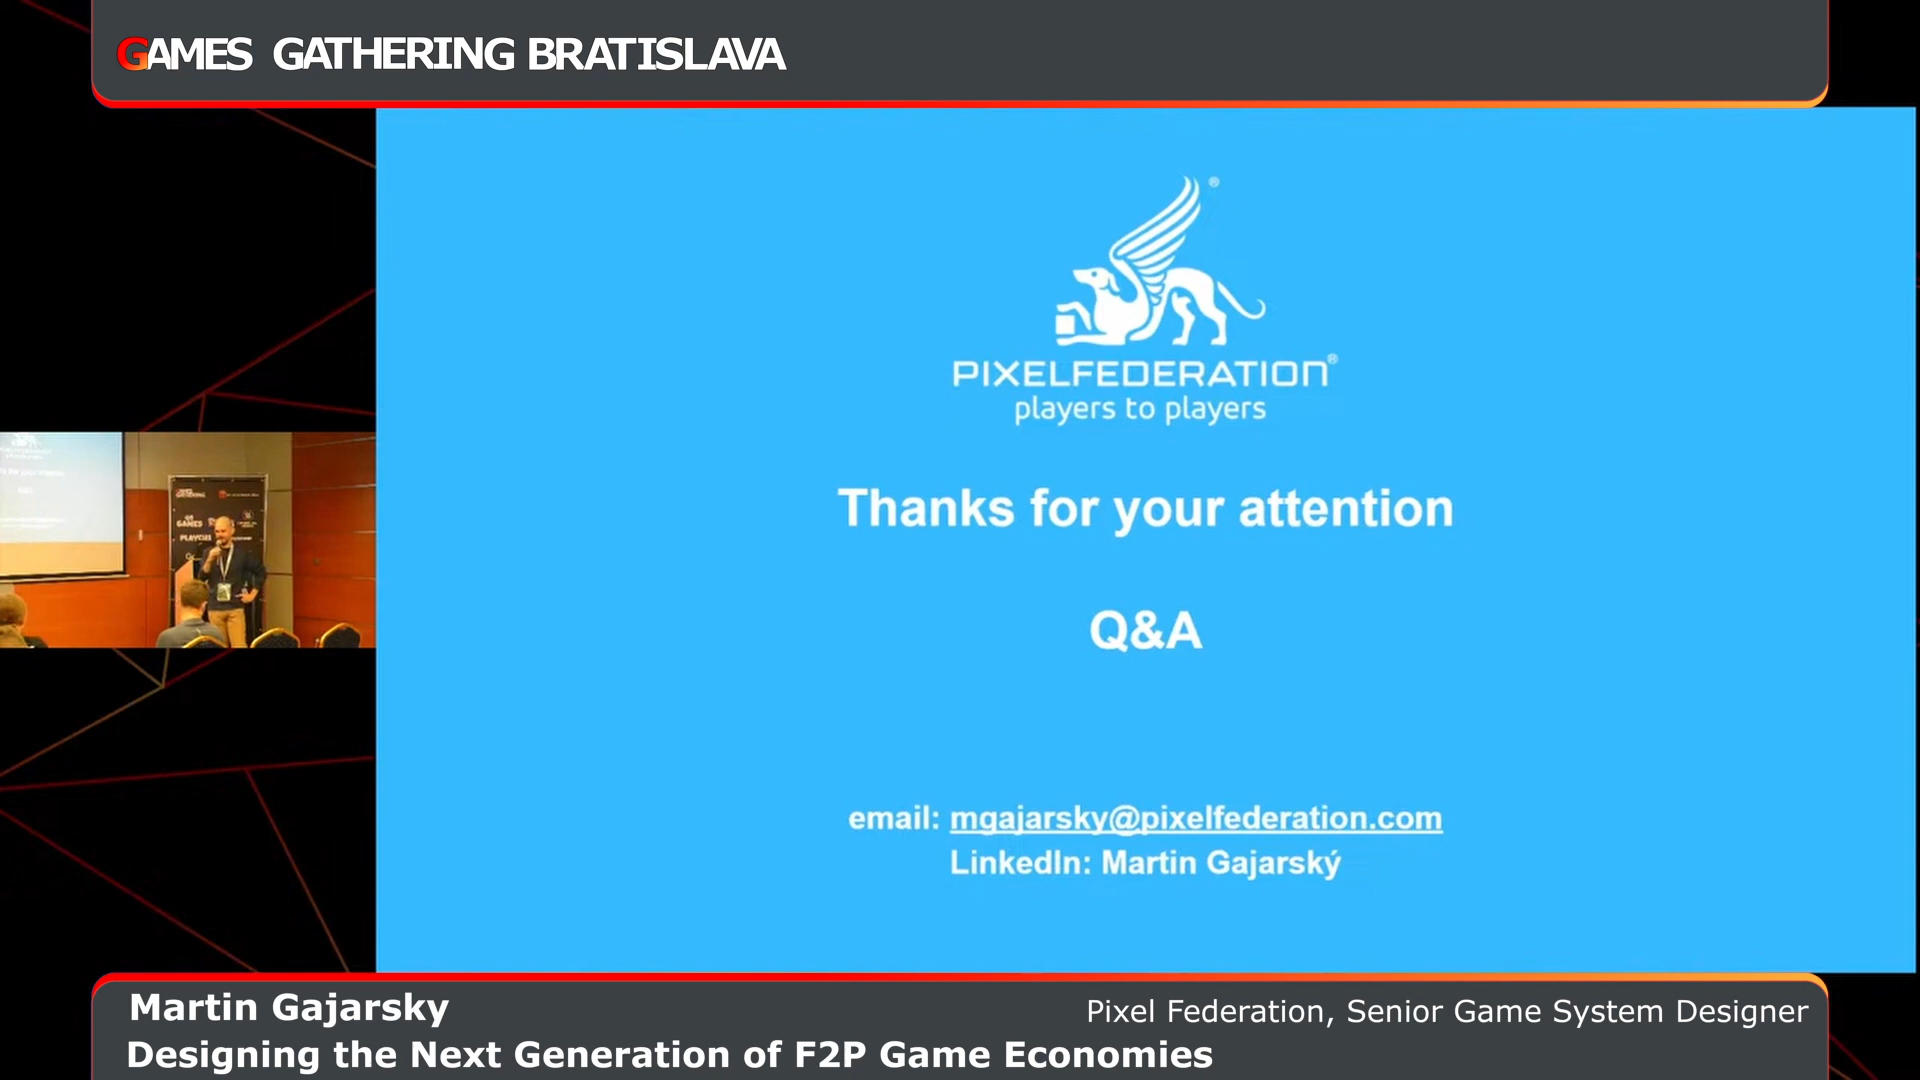 GAMES GATHERING BRATISLAVA
PIXELFEDERATION®
players to players
Thanks for your attention
Q&A
email: mgajarsky@pixelfederation.com
LinkedIn: Martin Gajarský
GAMES
Martin Gajarsky
Pixel Federation, Senior Game System Designer
Designing the Next Generation of F2P Game Economies